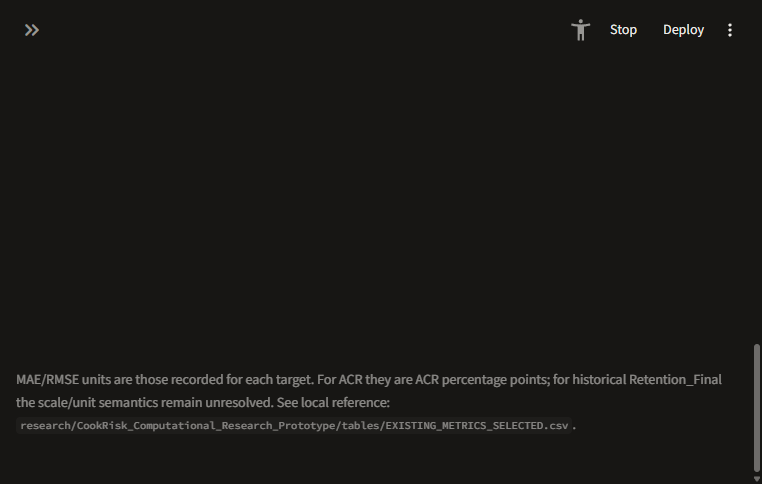 Stop Deploy
MAE/RMSE units are those recorded for each target. For ACR they are ACR percentage points; for historical Retention_Final
the scale/unit semantics remain unresolved. See local reference:
research/CookRisk_Computational_Research_Prototype/tables/EXISTING_METRICS_SELECTED.csv.